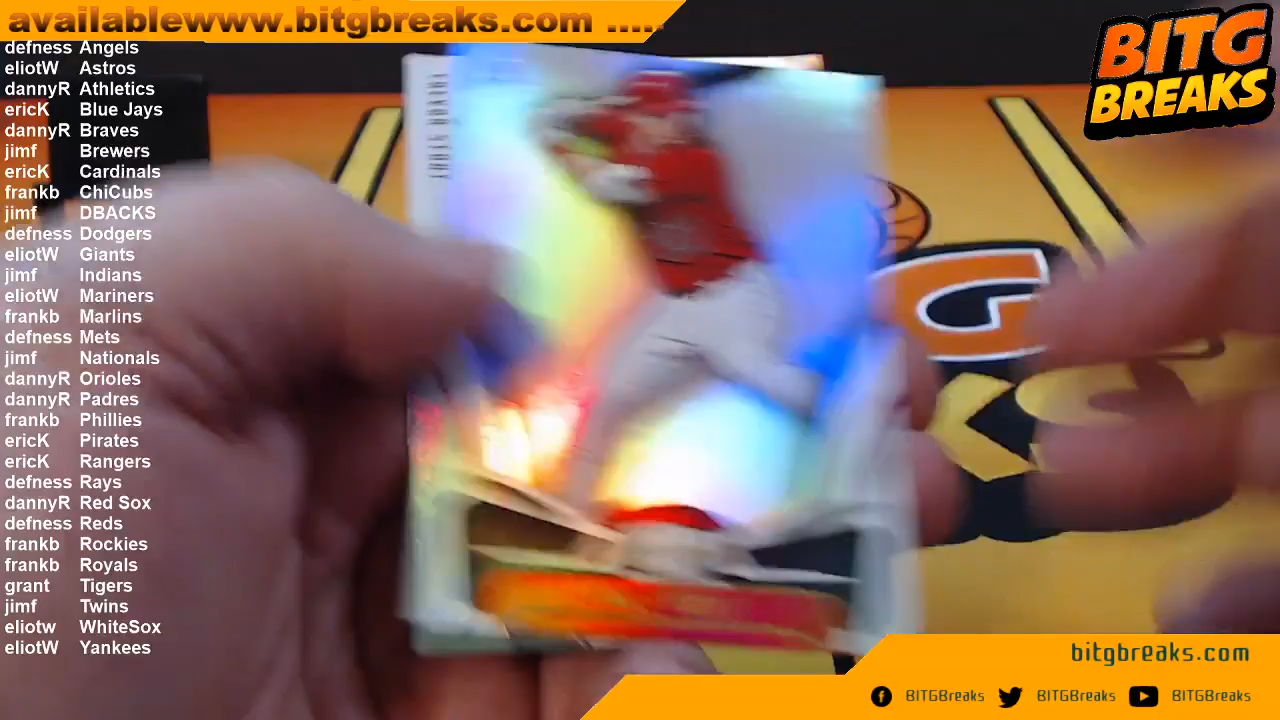 availablewww.bitgbreaks.com .....
BITG
BREAKS
defness Angels
eliotW Astros
dannyR Athletics
ericK Blue Jays
dannyR Braves
jimf Brewers
ericK Cardinals
frankb ChiCubs
jimf DBACKS
defness Dodgers
eliotW Giants
jimf Indians
eliotW Mariners
frankb Marlins
defness Mets
jimf Nationals
dannyR Orioles
dannyR Padres
frankb Phillies
ericK Pirates
ericK Rangers
defness Rays
dannyR Red Sox
defness Reds
frankb Rockies
frankb Royals
grant Tigers
jimf Twins
eliotw WhiteSox
eliotW Yankees
bitgbreaks.com
BITGBreaks BITGBreaks BITGBreaks